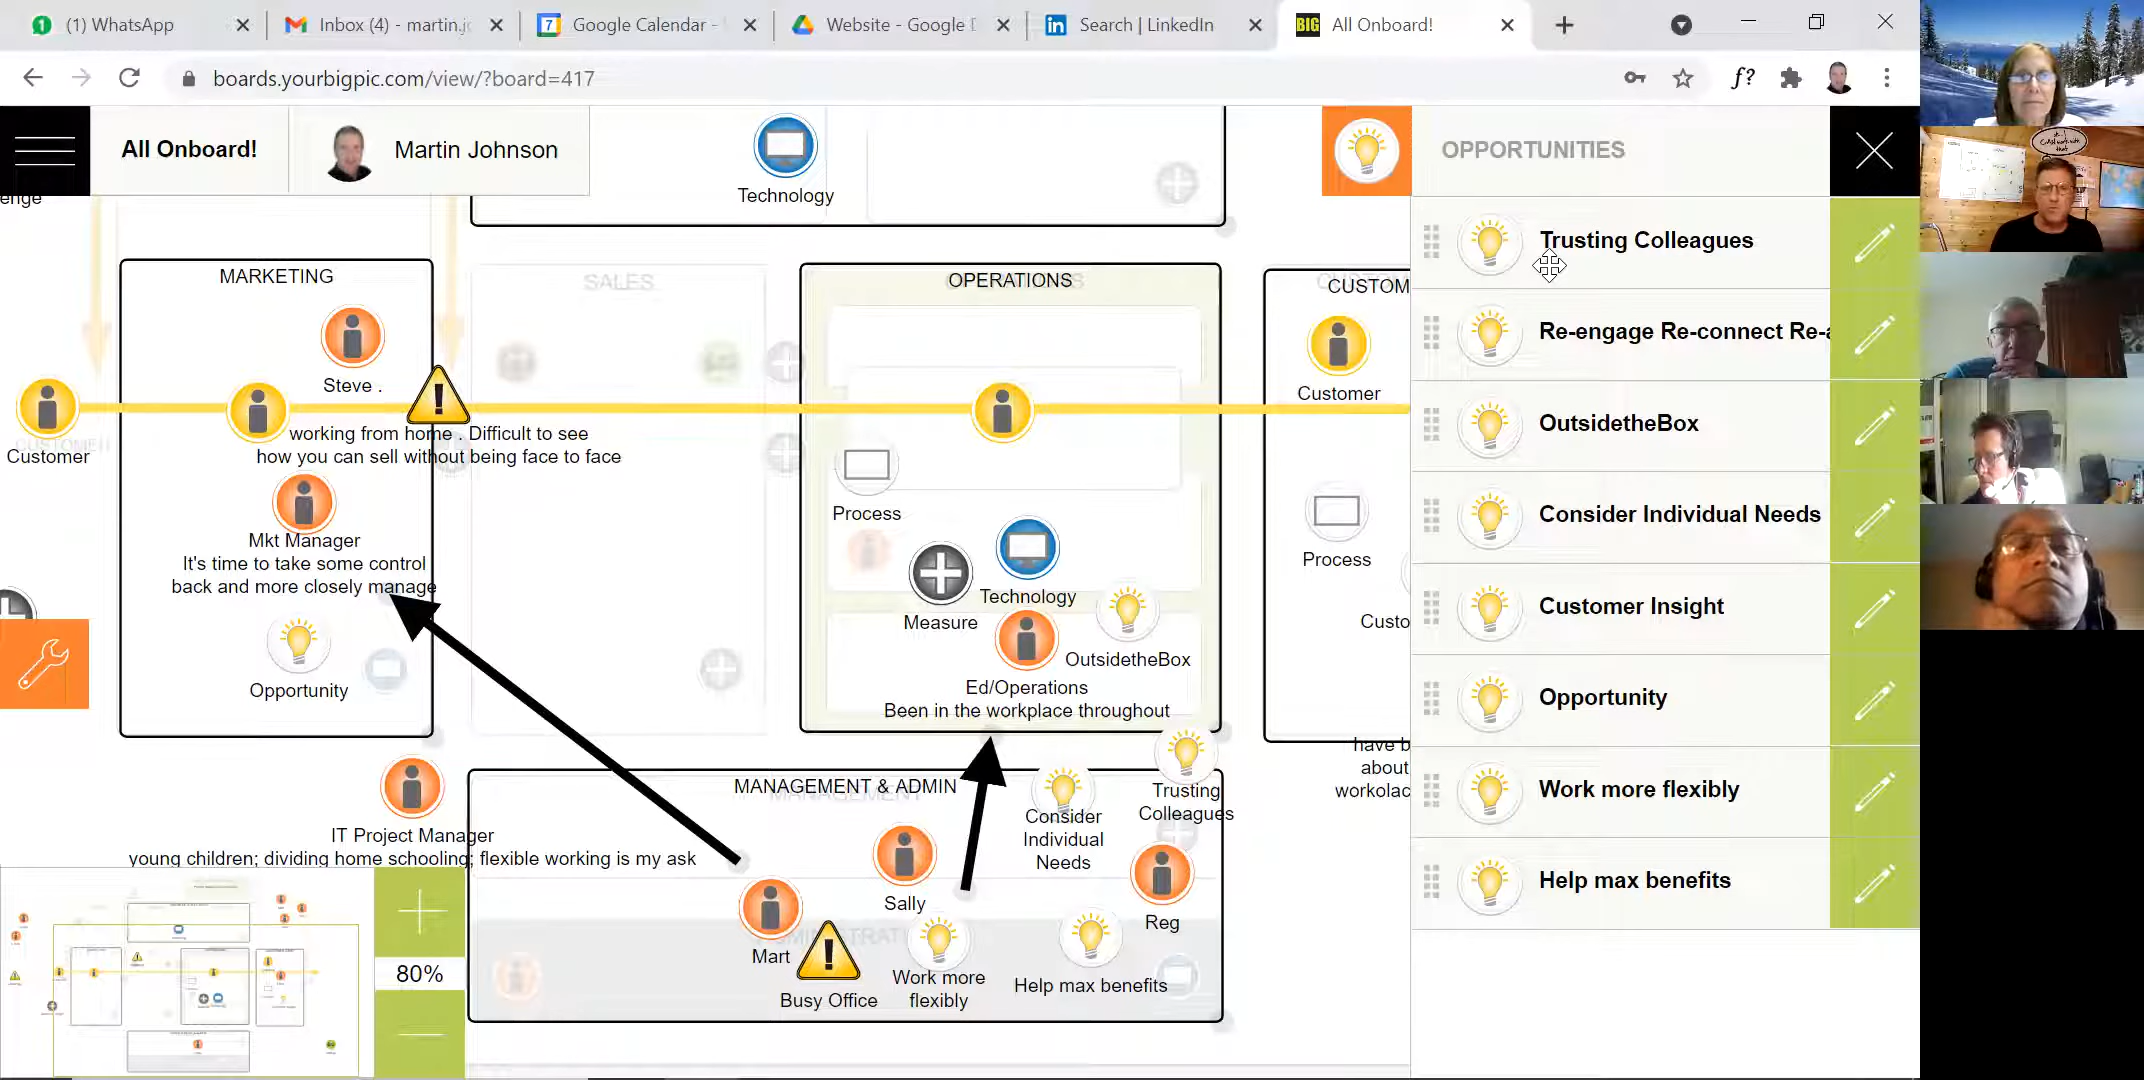 (1) WhatsApp
Inbox (4) - martin.jo
Google Calendar -
Website - Google D
Search | LinkedIn
BIG All Onboard!
boards.yourbigpic.com/view/?board=417
f?
All Onboard!
Martin Johnson
Technology
OPPORTUNITIES
enge
MARKETING
SALES
OPERATIONS
CUSTOM
Steve .
Customer
working from home . Difficult to see
how you can sell without being face to face
Customer
Mkt Manager
It's time to take some control
back and more closely manage
Opportunity
Process
Technology
Measure
OutsidetheBox
Ed/Operations
Been in the workplace throughout
Process
Custo
have b
about
workolac
IT Project Manager
young children; dividing home schooling; flexible working is my ask
MANAGEMENT & ADMIN
Consider
Individual
Needs
Trusting
Colleagues
Sally
Reg
Mart
Busy Office
Work more
flexibly
Help max benefits
80%
Trusting Colleagues
Re-engage Re-connect Re-a
OutsidetheBox
Consider Individual Needs
Customer Insight
Opportunity
Work more flexibly
Help max benefits